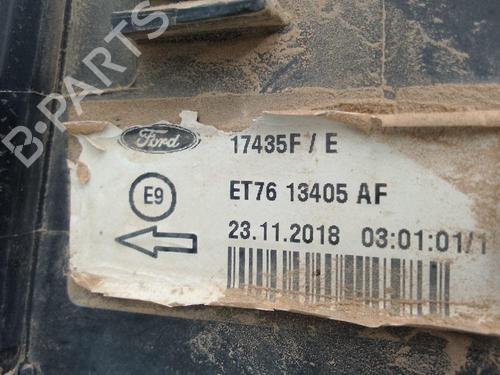 B-PARTS
Ford 17435F / E
E9 ET76 13405 AF
23.11.2018 03:01:01/1